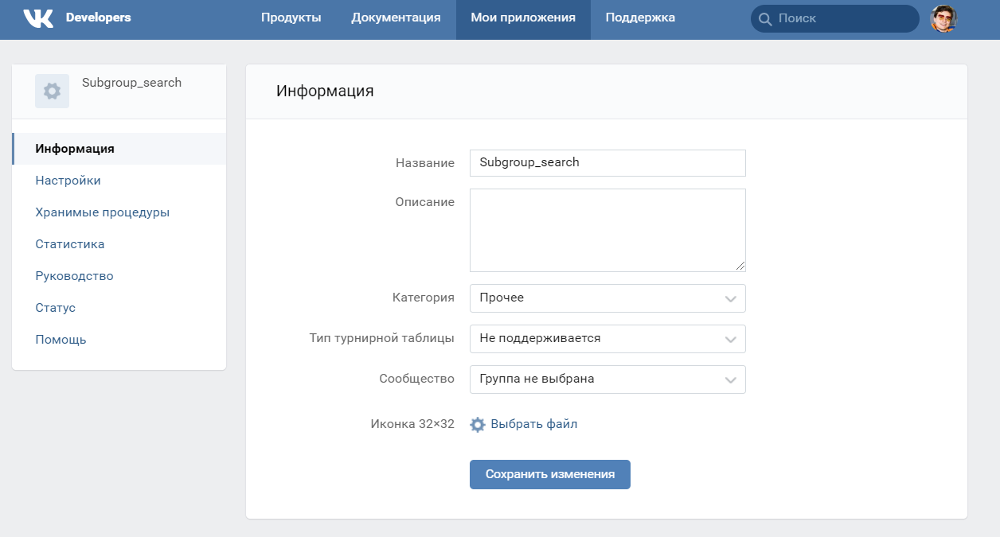 VK Developers Продукты Документация Мои приложения Поддержка Поиск
Subgroup_search
Информация
Настройки
Хранимые процедуры
Статистика
Руководство
Статус
Помощь
Информация
Название Subgroup_search
Описание
Категория Прочее
Тип турнирной таблицы Не поддерживается
Сообщество Группа не выбрана
Иконка 32×32 Выбрать файл
Сохранить изменения